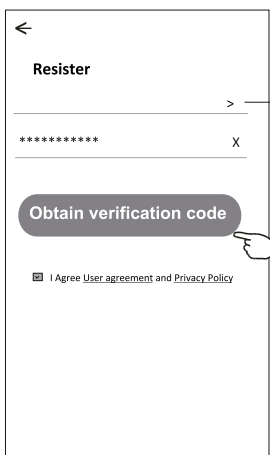 Resister
>
*********** X
Obtain verification code
I Agree User agreement and Privacy Policy